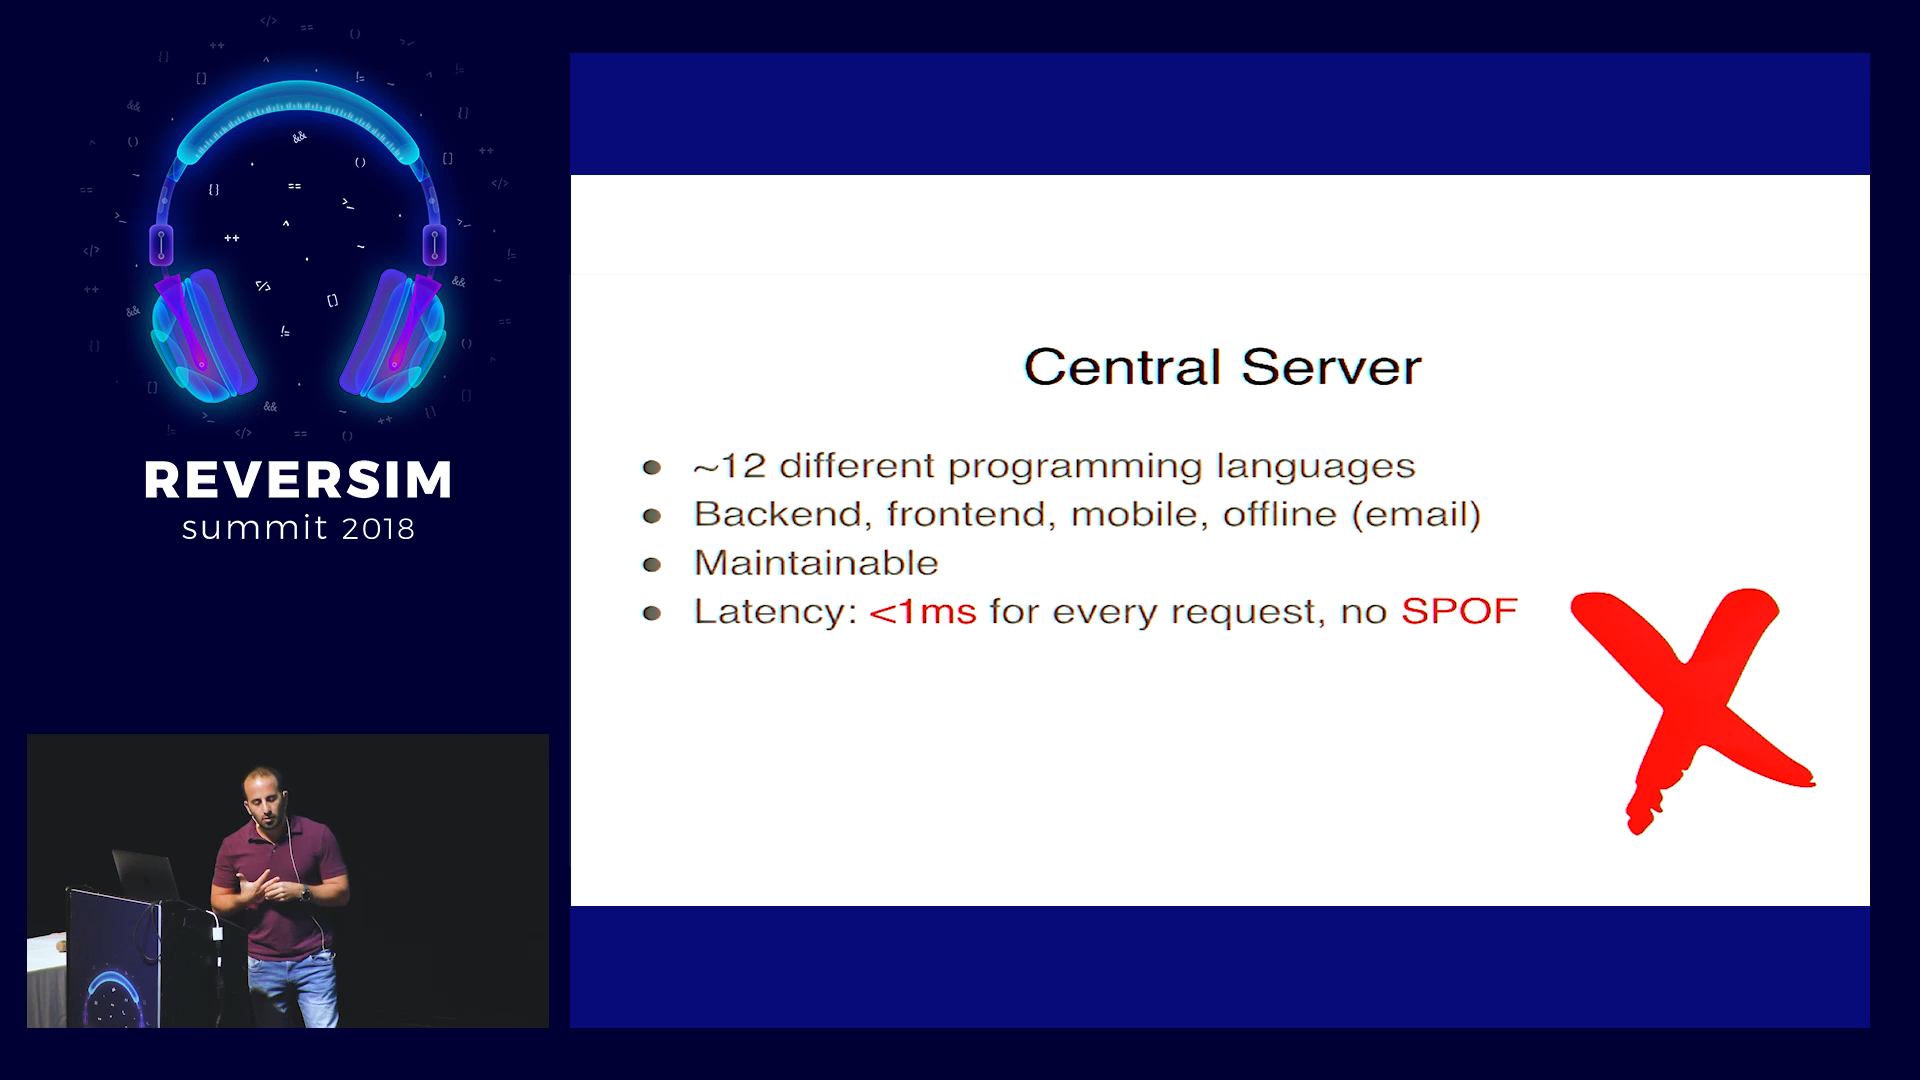 REVERSIM
summit 2018
Central Server
~12 different programming languages
Backend, frontend, mobile, offline (email)
Maintainable
Latency: <1ms for every request, no SPOF